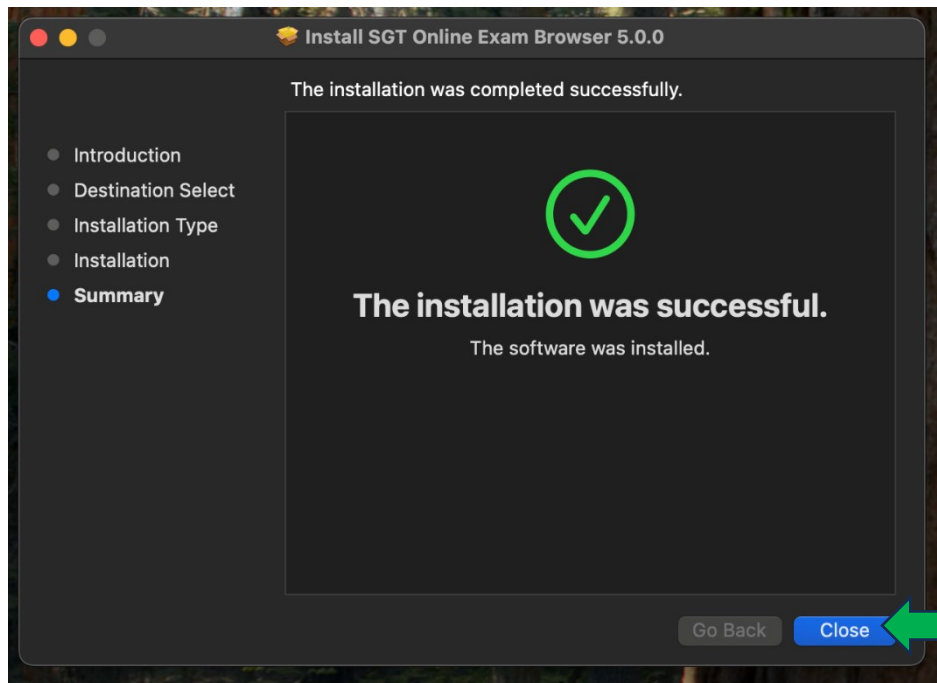 Install SGT Online Exam Browser 5.0.0
The installation was completed successfully.
Introduction
Destination Select
Installation Type
Installation
Summary
The installation was successful.
The software was installed.
Go Back
Close